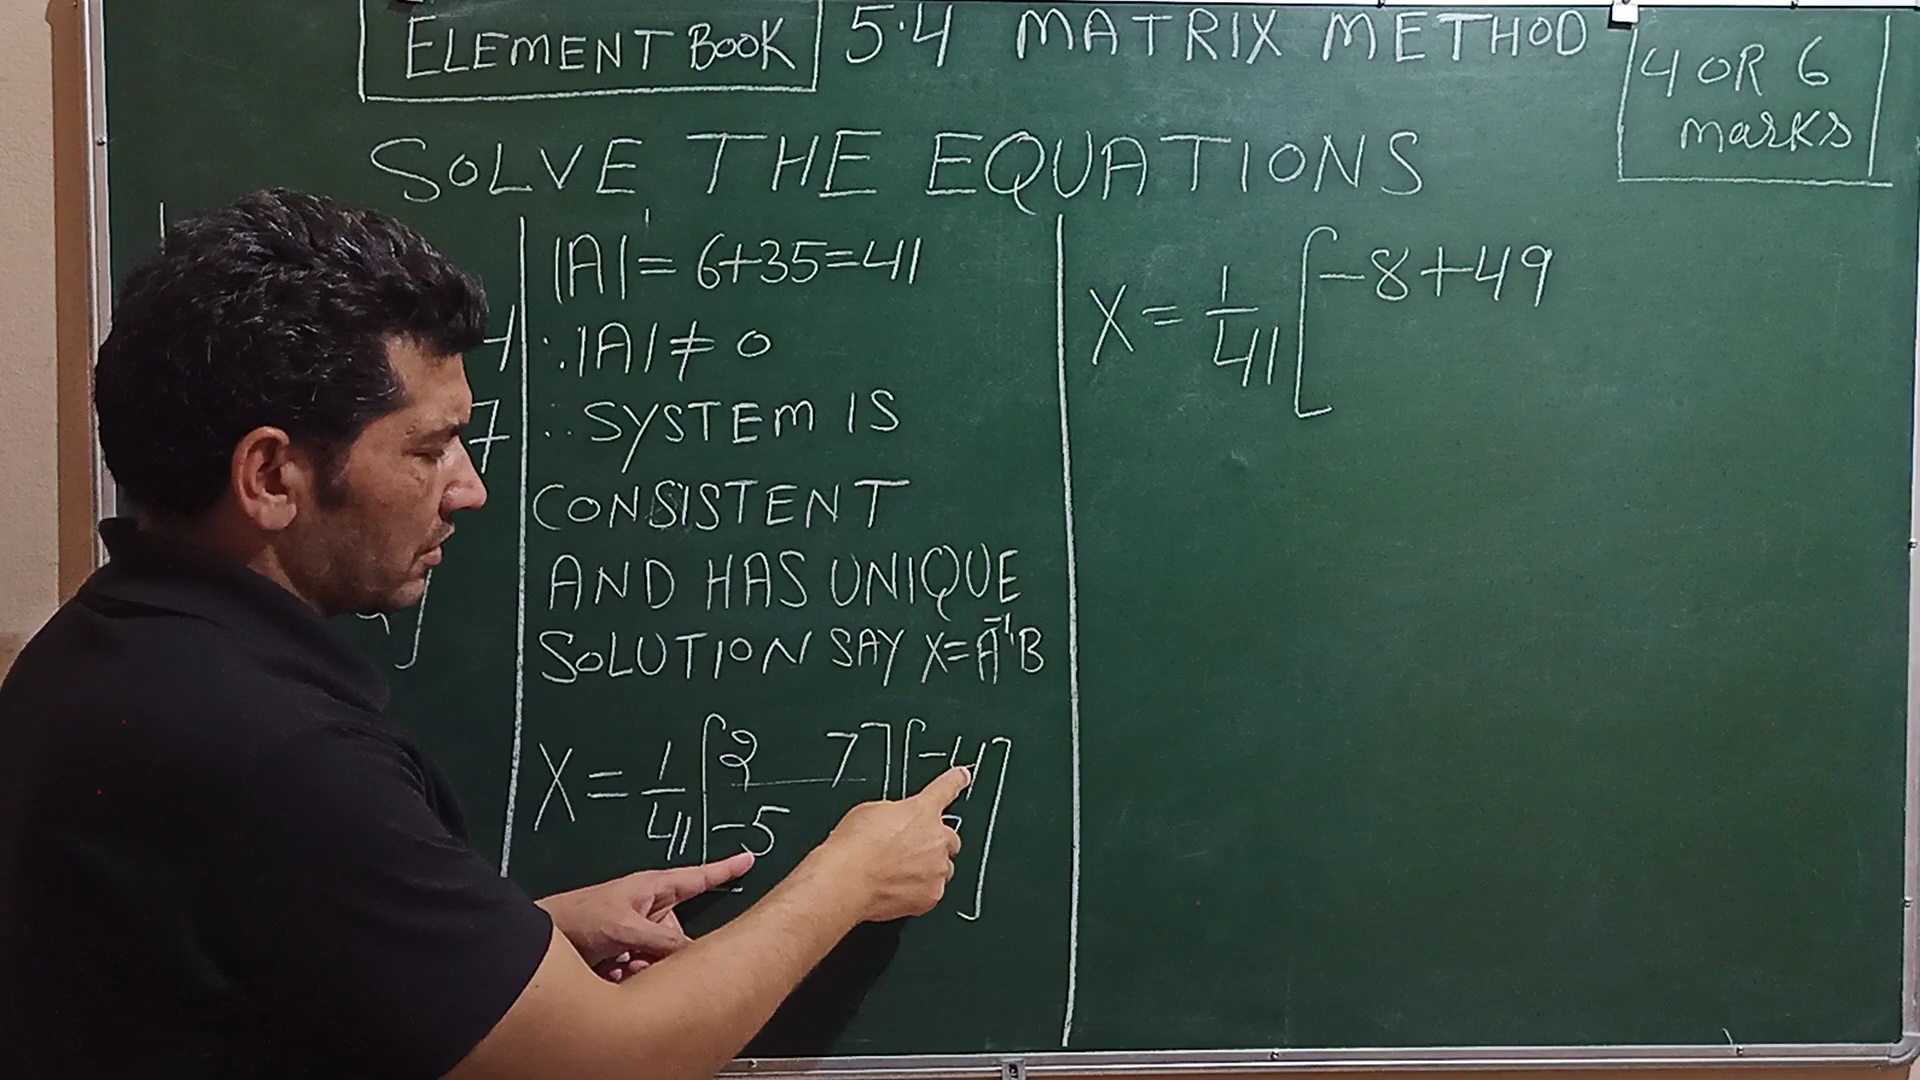 ELEMENT BOOK 5.4 MATRIX METHOD
4 OR 6
marks
SOLVE THE EQUATIONS
|A| = 6+35=41
∵|A| ≠ 0
∴ SYSTEM IS
CONSISTENT
AND HAS UNIQUE
SOLUTION SAY X=A⁻¹B
X = 1/41 [2 7] [-4]
-5
X = 1/41 [-8+49